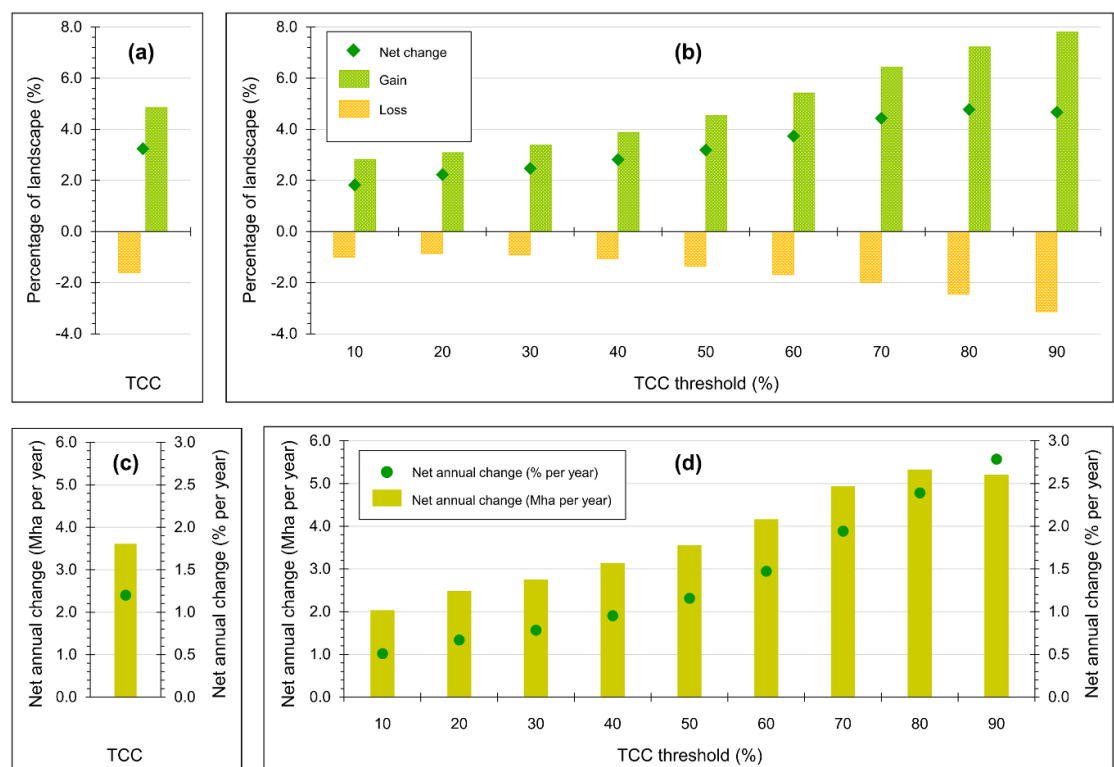 (a)
Percentage of landscape (%)
8.0
6.0
4.0
2.0
0.0
-2.0
-4.0
TCC
(b)
Percentage of landscape (%)
8.0
6.0
4.0
2.0
0.0
-2.0
-4.0
Net change
Gain
Loss
10 20 30 40 50 60 70 80 90
TCC threshold (%)
(c)
Net annual change (Mha per year)
6.0
5.0
4.0
3.0
2.0
1.0
0.0
3.0
2.5
2.0
1.5
1.0
0.5
0.0
Net annual change (% per year)
TCC
(d)
Net annual change (Mha per year)
6.0
5.0
4.0
3.0
2.0
1.0
0.0
Net annual change (% per year)
Net annual change (Mha per year)
3.0
2.5
2.0
1.5
1.0
0.5
0.0
Net annual change (% per year)
10 20 30 40 50 60 70 80 90
TCC threshold (%)